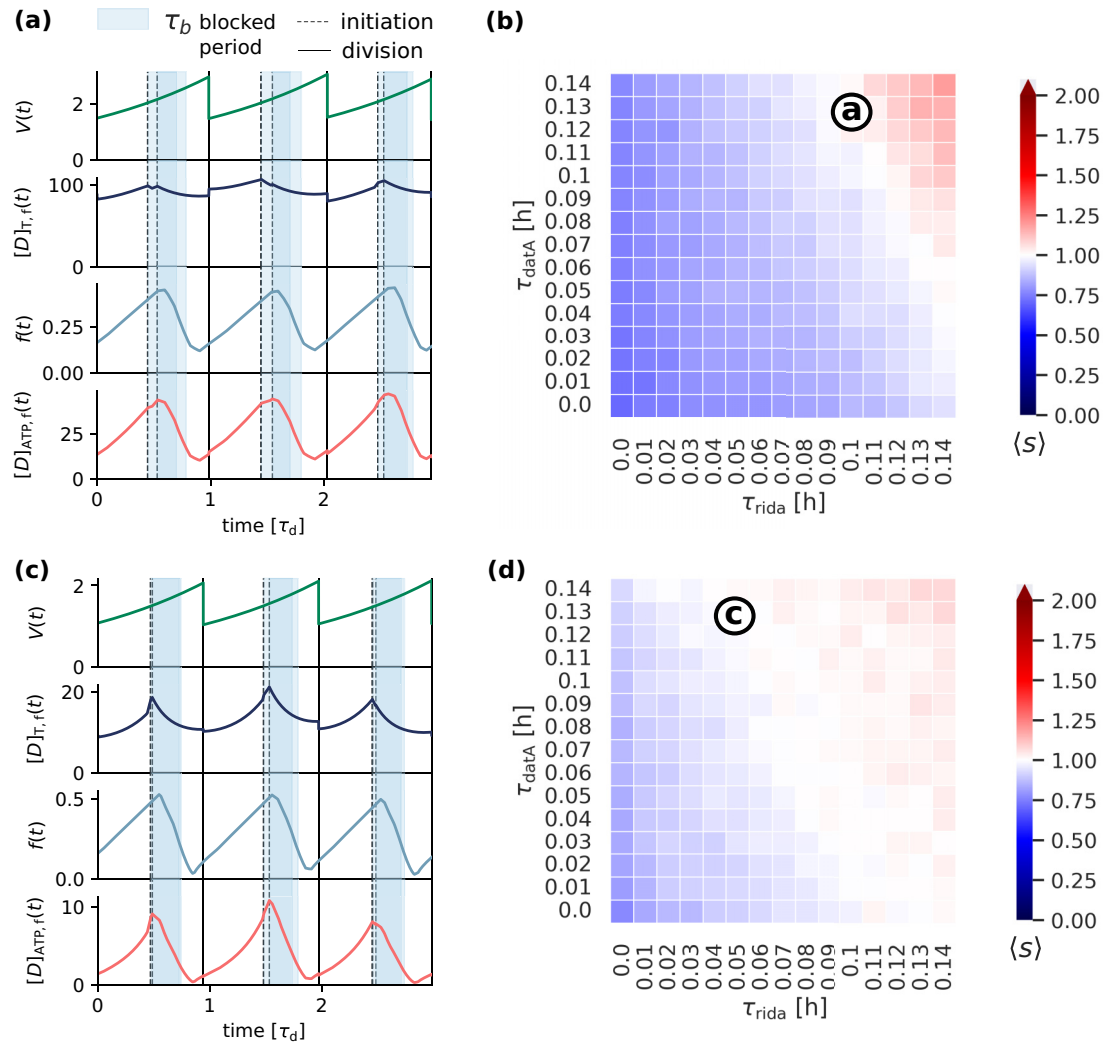 (a)
τ_b blocked period
initiation
division
V(t)
2
0
[D]_T,f(t)
100
0
f(t)
0.25
0.00
[D]_ATP,f(t)
25
0
0 1 2
time [τ_d]
(b)
τ_datA [h]
0.14
0.13
0.12
0.11
0.1
0.09
0.08
0.07
0.06
0.05
0.04
0.03
0.02
0.01
0.0
a
0.0 0.01 0.02 0.03 0.04 0.05 0.06 0.07 0.08 0.09 0.1 0.11 0.12 0.13 0.14
τ_rida [h]
2.00
1.75
1.50
1.25
1.00
0.75
0.50
0.25
0.00
⟨s⟩
(c)
V(t)
2
0
[D]_T,f(t)
20
10
0
f(t)
0.5
0.0
[D]_ATP,f(t)
10
0
0 1 2
time [τ_d]
(d)
τ_datA [h]
0.14
0.13
0.12
0.11
0.1
0.09
0.08
0.07
0.06
0.05
0.04
0.03
0.02
0.01
0.0
c
0.0 0.01 0.02 0.03 0.04 0.05 0.06 0.07 0.08 0.09 0.1 0.11 0.12 0.13 0.14
τ_rida [h]
2.00
1.75
1.50
1.25
1.00
0.75
0.50
0.25
0.00
⟨s⟩